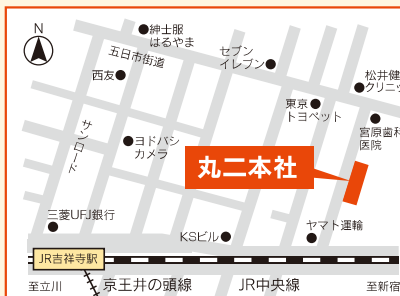 N
紳士服
はるやま
五日市街道
セブン
イレブン
西友
松井健
クリニッ
東京
トヨペット
サンロード
宮原歯科
医院
ヨドバシ
カメラ
丸二本社
三菱UFJ銀行
KSビル
ヤマト運輸
JR吉祥寺駅
至立川
京王井の頭線
JR中央線
至新宿